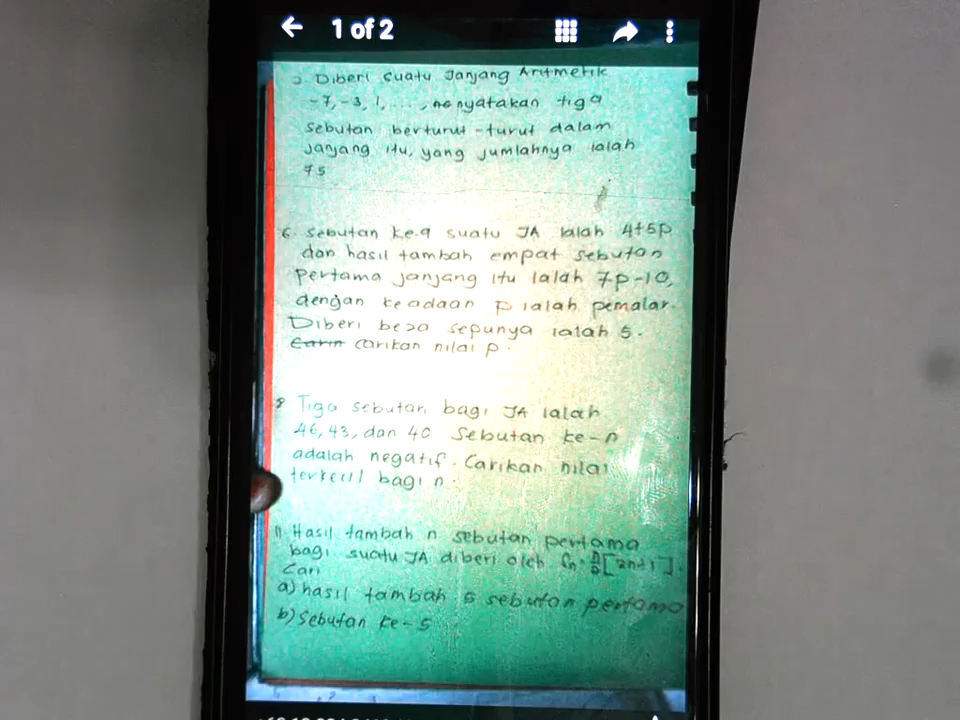 1 of 2
3. Diberi suatu Janjang Aritmetik
-7, -3, 1, ...., menyatakan tiga
sebutan berturut-turut dalam
janjang itu, yang jumlahnya ialah
75
6. Sebutan ke.9 suatu JA ialah 4+5p
dan hasil tambah empat sebutan
pertama janjang itu ialah 7p-10,
dengan keadaan p ialah pemalar.
Diberi beza sepunya ialah 5.
Carin carikan nilai p.
8 Tiga sebutan bagi JA ialah
46, 43, dan 40 Sebutan ke-n
adalah negatif. Carikan nilai
terkecil bagi n.
11 Hasil tambah n sebutan pertama
bagi suatu JA diberi oleh Sn = n/2 [2n+1].
Cari
a) hasil tambah 5 sebutan pertama
b) Sebutan ke-5